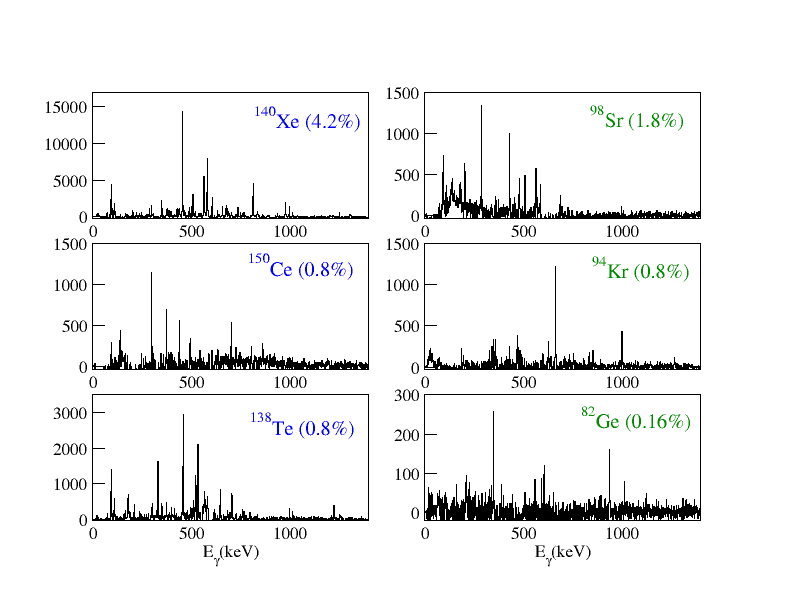 15000
10000
5000
0
0 500 1000
¹⁴⁰Xe (4.2%)
1500
1000
500
0
0 500 1000
⁹⁸Sr (1.8%)
1500
1000
500
0
0 500 1000
¹⁵⁰Ce (0.8%)
1500
1000
500
0
0 500 1000
⁹⁴Kr (0.8%)
3000
2000
1000
0
0 500 1000
¹³⁸Te (0.8%)
Eγ(keV)
300
200
100
0
0 500 1000
⁸²Ge (0.16%)
Eγ(keV)